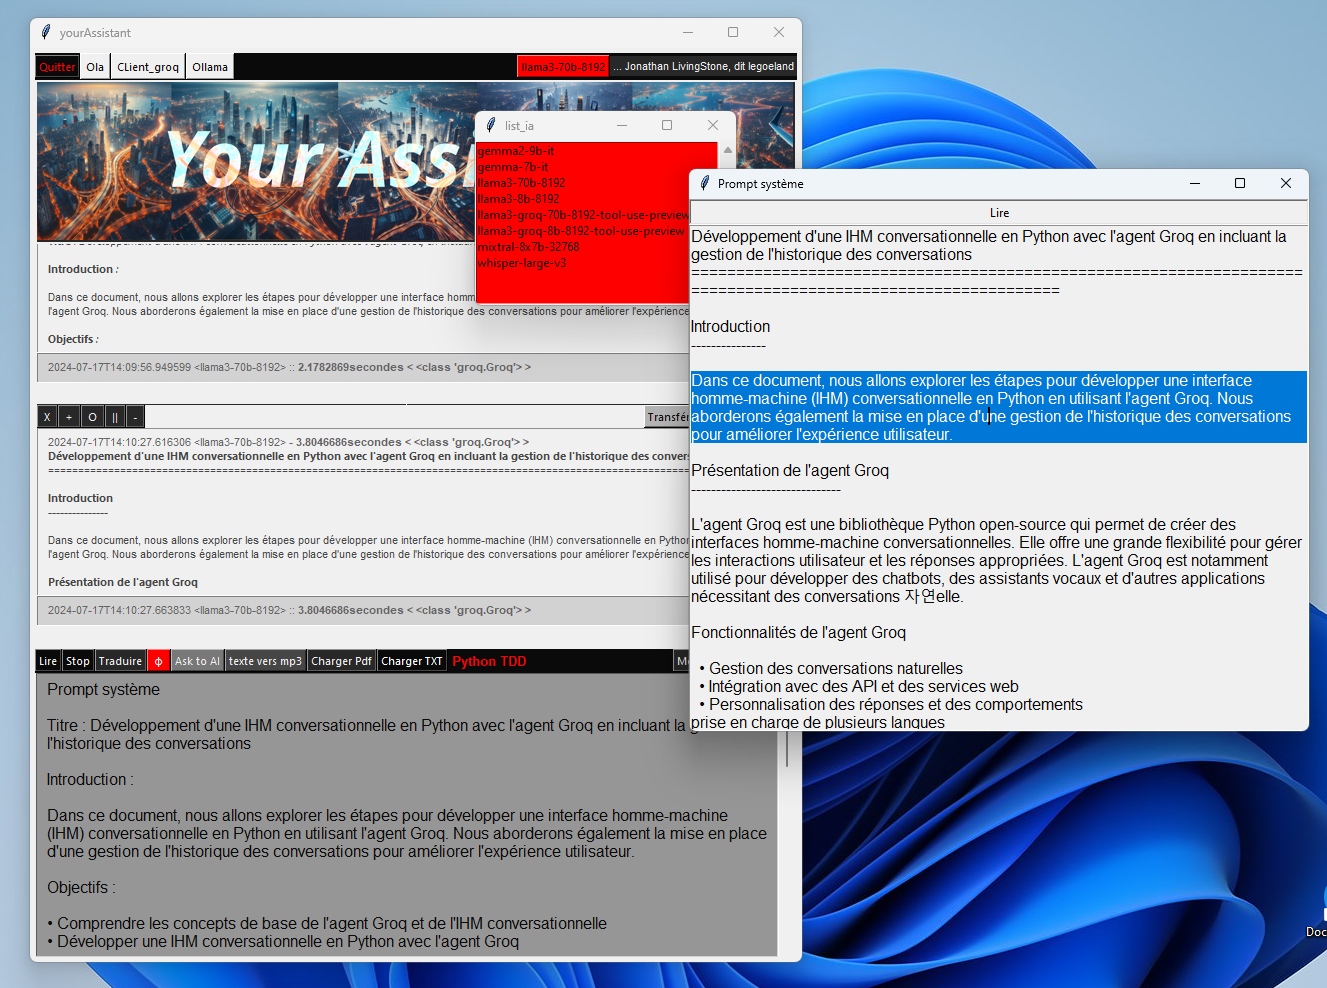 yourAssistant
Quitter
Ola
CLient_groq
Ollama
llama3-70b-8192
... Jonathan LivingStone, dit legoeland
Your Ass
Introduction :
Dans ce document, nous allons explorer les étapes pour développer une interface homme-
l'agent Groq. Nous aborderons également la mise en place d'une gestion de l'historique des conversations pour améliorer l'expérience
Objectifs :
2024-07-17T14:09:56.949599 <llama3-70b-8192> :: 2.1782869secondes < <class 'groq.Groq'> >
X
+
O
||
-
Transfér
2024-07-17T14:10:27.616306 <llama3-70b-8192> - 3.8046686secondes < <class 'groq.Groq'> >
Développement d'une IHM conversationnelle en Python avec l'agent Groq en incluant la gestion de l'historique des conver
Introduction
---------------
Dans ce document, nous allons explorer les étapes pour développer une interface homme-machine (IHM) conversationnelle en Python
l'agent Groq. Nous aborderons également la mise en place d'une gestion de l'historique des conversations pour améliorer l'expérience
Présentation de l'agent Groq
2024-07-17T14:10:27.663833 <llama3-70b-8192> :: 3.8046686secondes < <class 'groq.Groq'> >
Lire
Stop
Traduire
ф
Ask to AI
texte vers mp3
Charger Pdf
Charger TXT
Python TDD
Prompt système
Titre : Développement d'une IHM conversationnelle en Python avec l'agent Groq en incluant la g
l'historique des conversations
Introduction :
Dans ce document, nous allons explorer les étapes pour développer une interface homme-machine
(IHM) conversationnelle en Python en utilisant l'agent Groq. Nous aborderons également la mise en place
d'une gestion de l'historique des conversations pour améliorer l'expérience utilisateur.
Objectifs :
• Comprendre les concepts de base de l'agent Groq et de l'IHM conversationnelle
• Développer une IHM conversationnelle en Python avec l'agent Groq
list_ia
gemma2-9b-it
gemma-7b-it
llama3-70b-8192
llama3-8b-8192
llama3-groq-70b-8192-tool-use-preview
llama3-groq-8b-8192-tool-use-preview
mixtral-8x7b-32768
whisper-large-v3
Prompt système
Lire
Développement d'une IHM conversationnelle en Python avec l'agent Groq en incluant la
gestion de l'historique des conversations
====================================================================
=========================================
Introduction
---------------
Dans ce document, nous allons explorer les étapes pour développer une interface
homme-machine (IHM) conversationnelle en Python en utilisant l'agent Groq. Nous
aborderons également la mise en place d'une gestion de l'historique des conversations
pour améliorer l'expérience utilisateur.
Présentation de l'agent Groq
------------------------------
L'agent Groq est une bibliothèque Python open-source qui permet de créer des
interfaces homme-machine conversationnelles. Elle offre une grande flexibilité pour gérer
les interactions utilisateur et les réponses appropriées. L'agent Groq est notamment
utilisé pour développer des chatbots, des assistants vocaux et d'autres applications
nécessitant des conversations 자연elle.
Fonctionnalités de l'agent Groq
• Gestion des conversations naturelles
• Intégration avec des API et des services web
• Personnalisation des réponses et des comportements
prise en charge de plusieurs langues
Doc